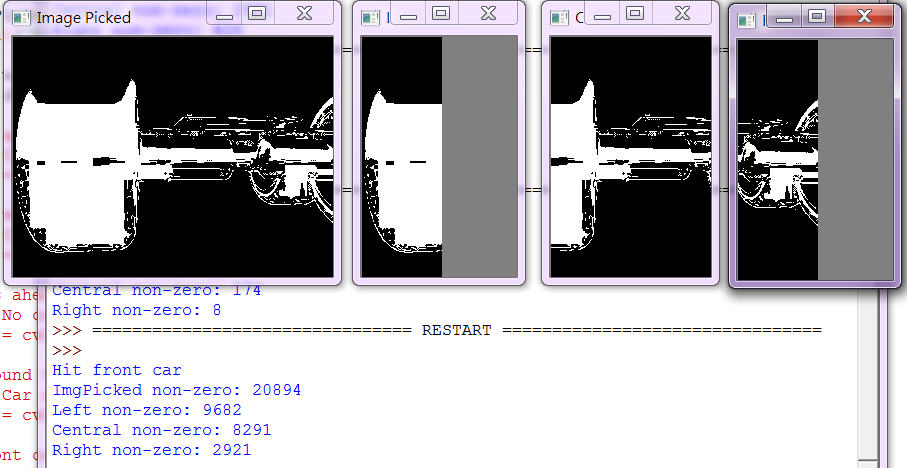 Image Picked
Central non-zero: 174
Right non-zero: 8
>>> ================================ RESTART ================================
>>>
Hit front car
ImgPicked non-zero: 20894
Left non-zero: 9682
Central non-zero: 8291
Right non-zero: 2921
ahe
No
= cv
ound
Car
= cv
ont